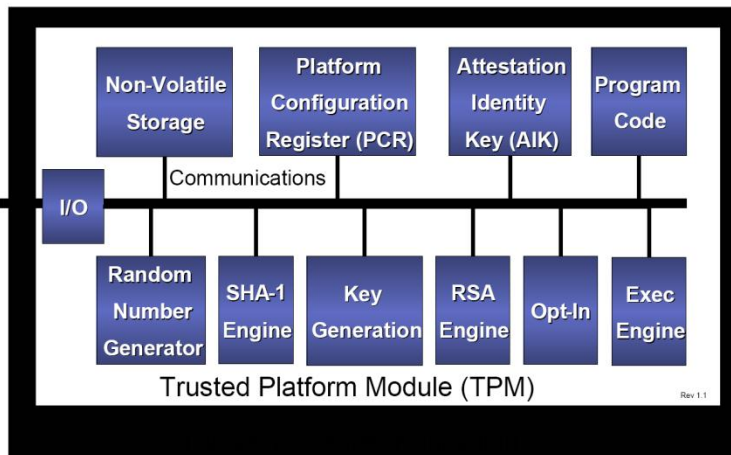 Non-Volatile
Storage
Platform
Configuration
Register (PCR)
Attestation
Identity
Key (AIK)
Program
Code
Communications
I/O
Random
Number
Generator
SHA-1
Engine
Key
Generation
RSA
Engine
Opt-In
Exec
Engine
Trusted Platform Module (TPM)
Rev 1.1